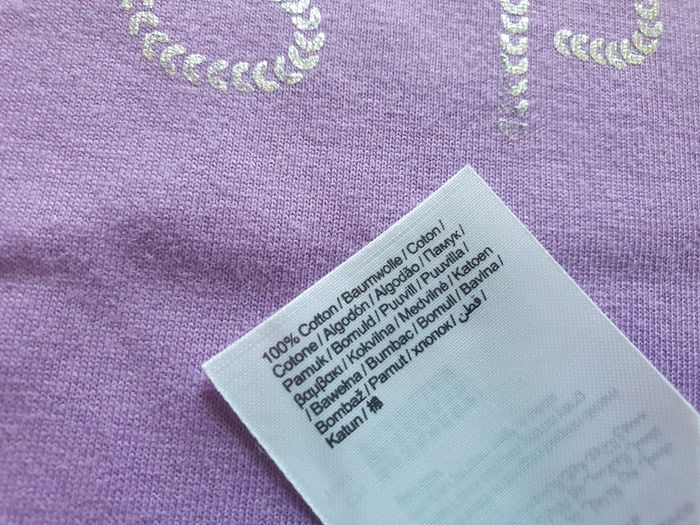 100% Cotton / Baumwolle / Coton /
Cotone / Algodón / Algodão / Памук /
Pamuk / Bomuld / Puuvill / Puuvilla /
βαμβακι / Kokvilna / Medvilnė / Katoen
/ Bawełna / Bumbac / Bomull / Bavlna /
Bombaž / Pamut / хлопок / قطن /
Katun / 棉